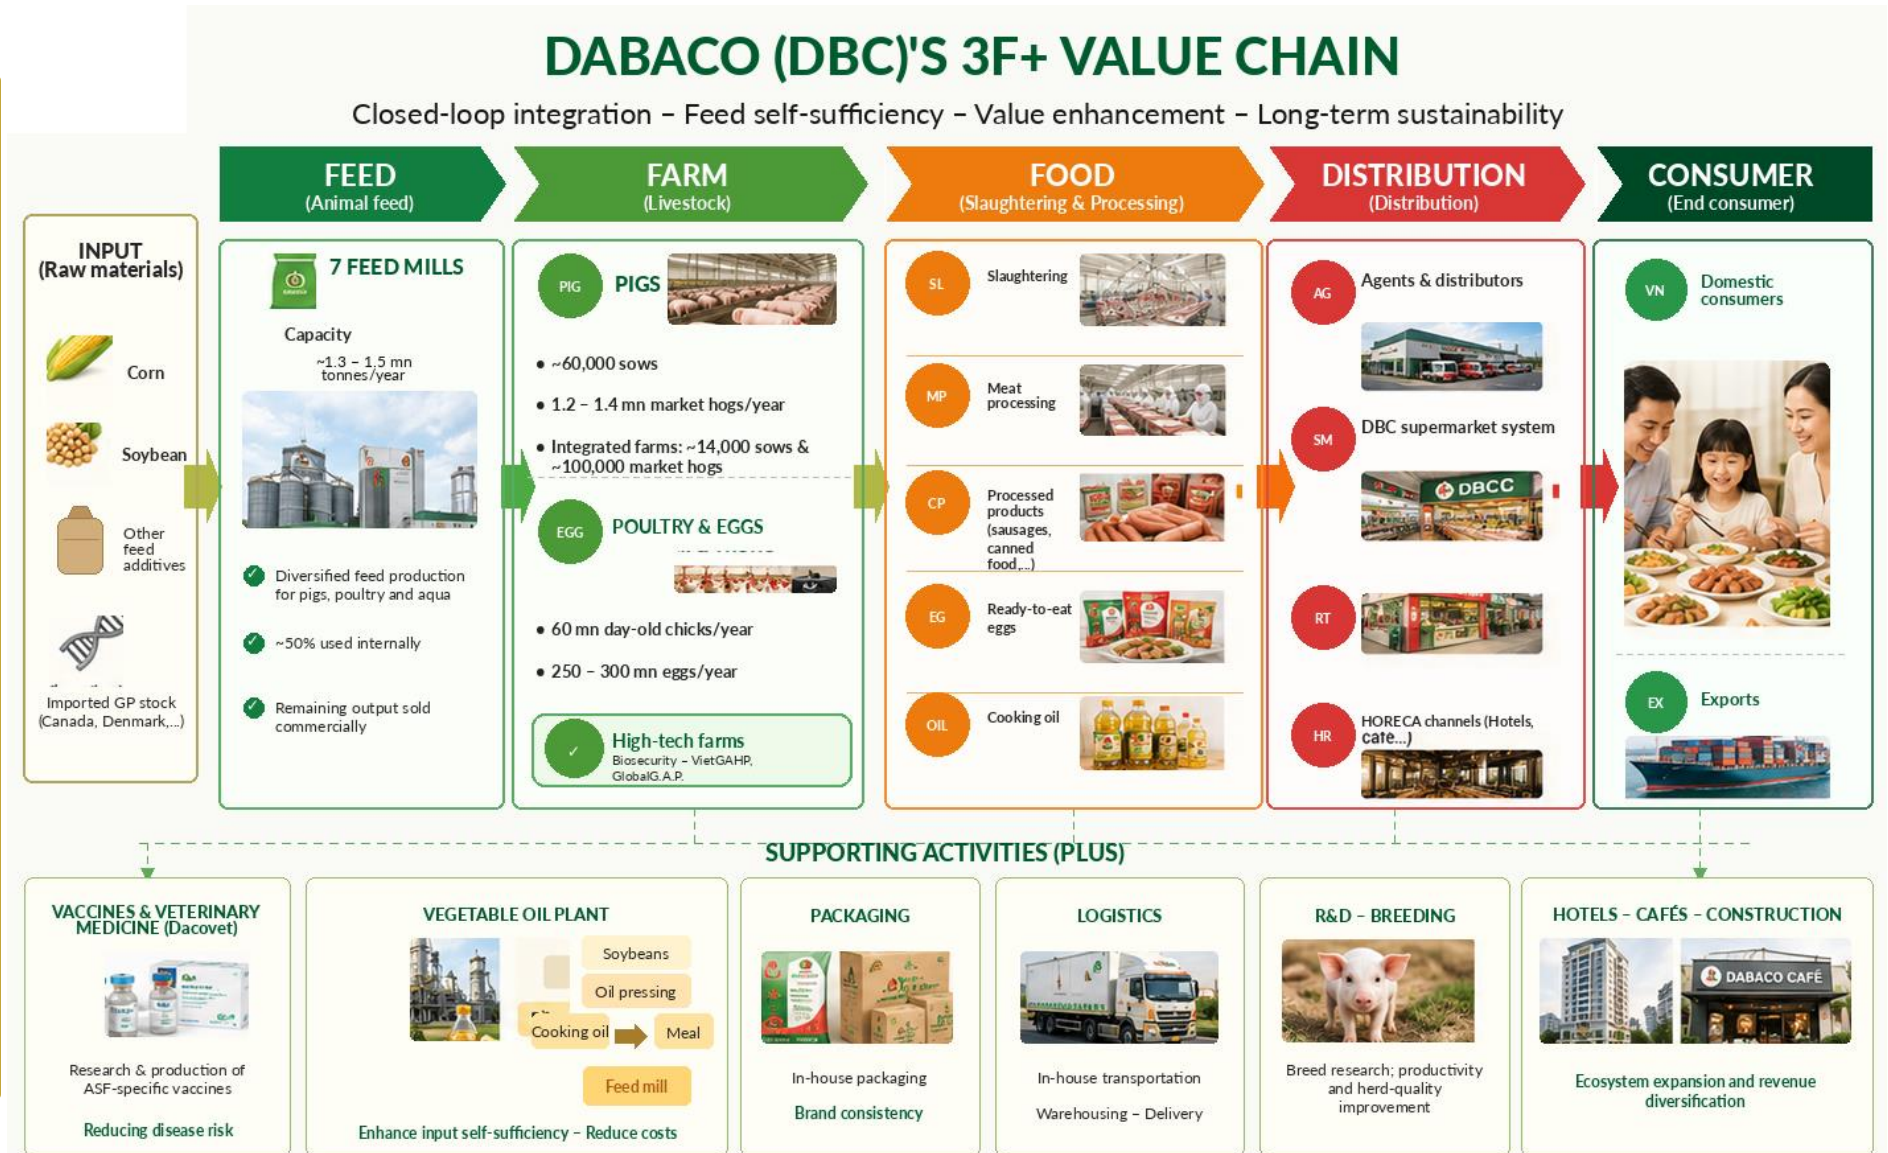 DABACO (DBC)'S 3F+ VALUE CHAIN
Closed-loop integration – Feed self-sufficiency – Value enhancement – Long-term sustainability
INPUT
(Raw materials)
Corn
Soybean
Other
feed
additives
Imported GP stock
(Canada, Denmark,...)
FEED
(Animal feed)
7 FEED MILLS
Capacity
~1.3 – 1.5 mn
tonnes/year
Diversified feed production
for pigs, poultry and aqua
~50% used internally
Remaining output sold
commercially
FARM
(Livestock)
PIG
PIGS
• ~60,000 sows
• 1.2 – 1.4 mn market hogs/year
• Integrated farms: ~14,000 sows &
~100,000 market hogs
EGG
POULTRY & EGGS
• 60 mn day-old chicks/year
• 250 – 300 mn eggs/year
✓
High-tech farms
Biosecurity – VietGAHP,
GlobalG.A.P.
FOOD
(Slaughtering & Processing)
SL
Slaughtering
MP
Meat
processing
CP
Processed
products
(sausages,
canned
food,...)
EG
Ready-to-eat
eggs
OIL
Cooking oil
DISTRIBUTION
(Distribution)
AG
Agents & distributors
SM
DBC supermarket system
DBCC
RT
HR
HORECA channels (Hotels,
café...)
CONSUMER
(End consumer)
VN
Domestic
consumers
EX
Exports
SUPPORTING ACTIVITIES (PLUS)
VACCINES & VETERINARY
MEDICINE (Dacovet)
Research & production of
ASF-specific vaccines
Reducing disease risk
VEGETABLE OIL PLANT
Soybeans
Oil pressing
Cooking oil
Meal
Feed mill
Enhance input self-sufficiency – Reduce costs
PACKAGING
In-house packaging
Brand consistency
LOGISTICS
In-house transportation
Warehousing – Delivery
R&D – BREEDING
Breed research; productivity
and herd-quality
improvement
HOTELS – CAFÉS – CONSTRUCTION
DABACO CAFÉ
Ecosystem expansion and revenue
diversification